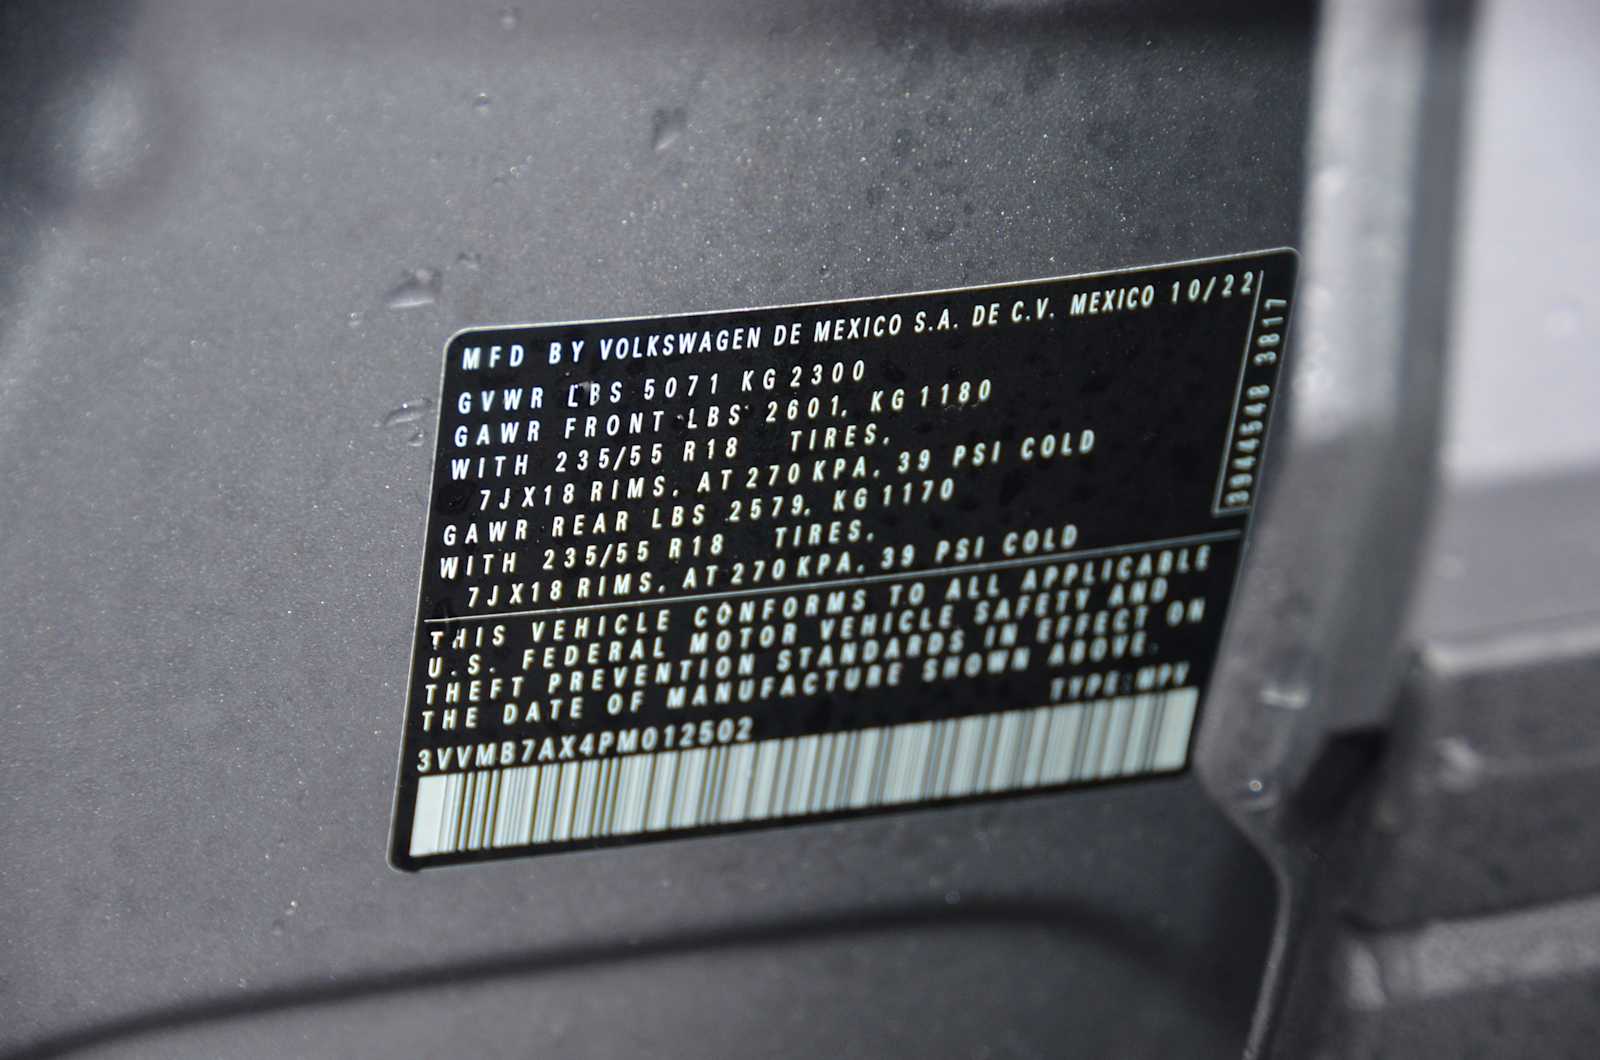 MFD BY VOLKSWAGEN DE MEXICO S.A. DE C.V. MEXICO 10/22
GVWR LBS 5071 KG 2300
GAWR FRONT LBS 2601. KG 1180
WITH 235/55 R18 TIRES.
7JX18 RIMS. AT 270 KPA. 39 PSI COLD
GAWR REAR LBS 2579. KG 1170
WITH 235/55 R18 TIRES.
7JX18 RIMS. AT 270 KPA. 39 PSI COLD
THIS VEHICLE CONFORMS TO ALL APPLICABLE
U.S. FEDERAL MOTOR VEHICLE SAFETY AND
THEFT PREVENTION STANDARDS IN EFFECT ON
THE DATE OF MANUFACTURE SHOWN ABOVE.
TYPE: MPV
3VVMB7AX4PM012502
394454B 3817